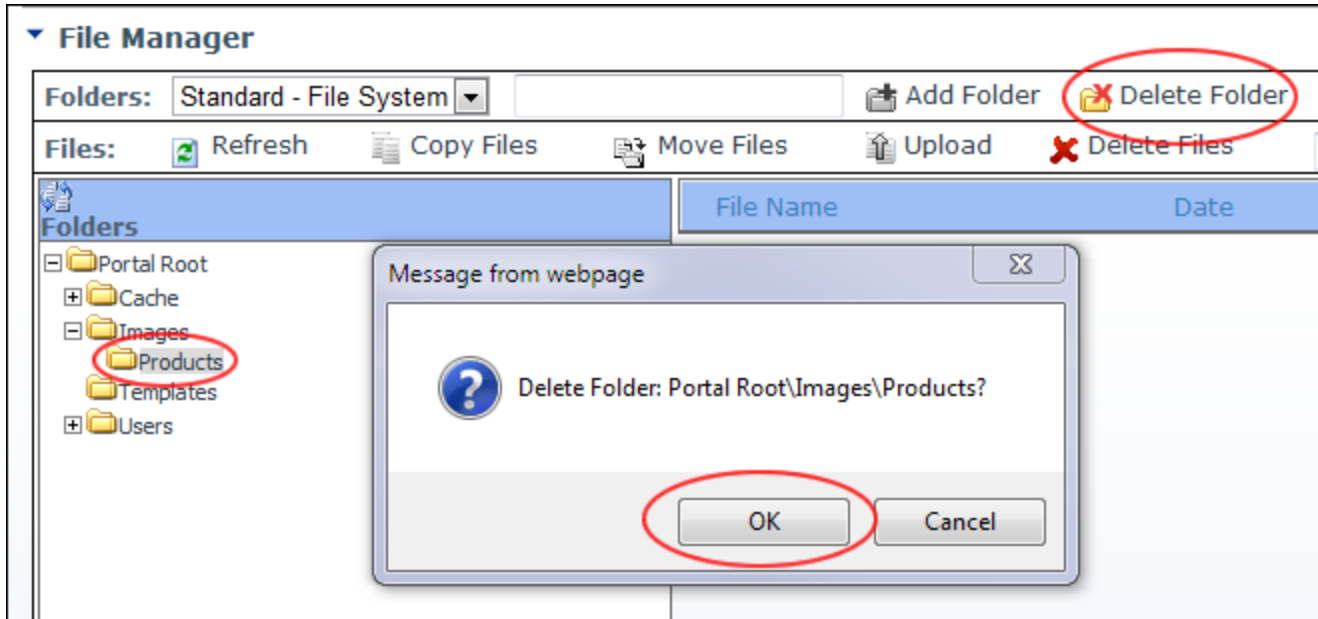 File Manager
Folders: Standard - File System Add Folder Delete Folder
Files: Refresh Copy Files Move Files Upload Delete Files
Folders
File Name Date
Portal Root
Cache
Images
Products
Templates
Users
Message from webpage
Delete Folder: Portal Root\Images\Products?
OK Cancel